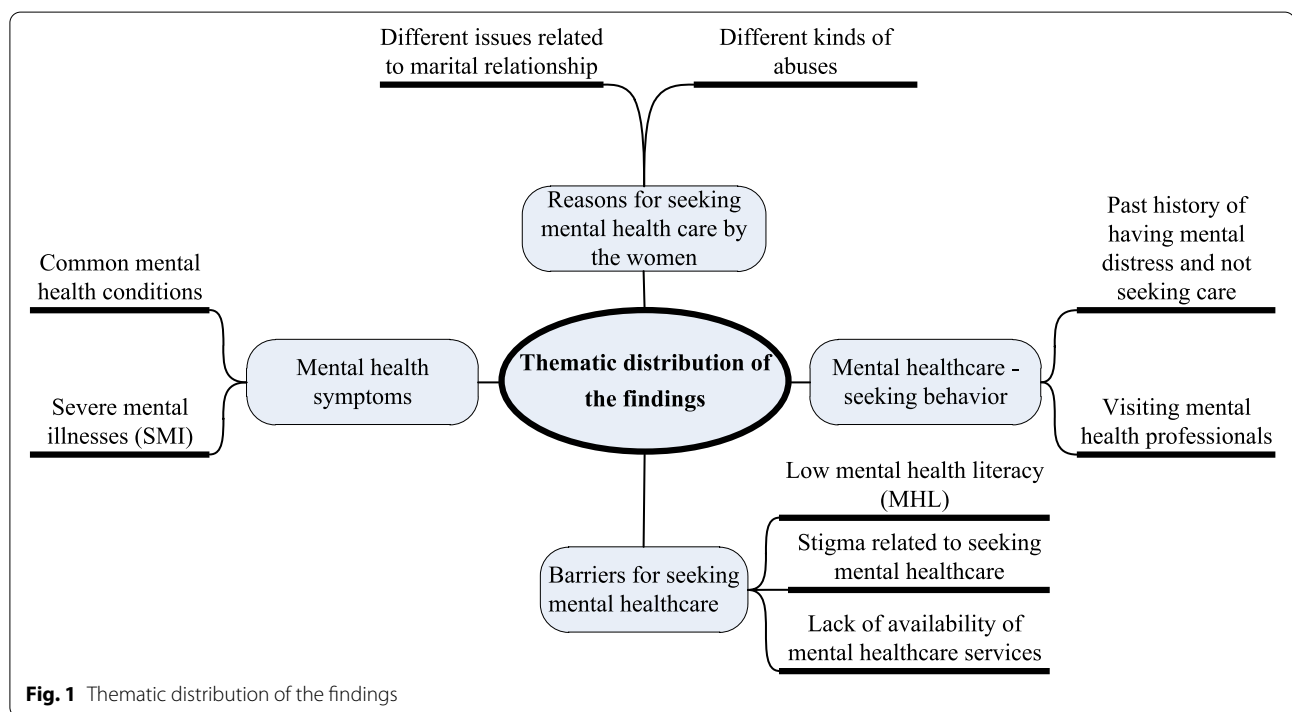 Different issues related
to marital relationship
Different kinds of
abuses
Reasons for seeking
mental health care by
the women
Common mental
health conditions
Severe mental
illnesses (SMI)
Mental health
symptoms
Thematic distribution of
the findings
Mental healthcare -
seeking behavior
Past history of
having mental
distress and not
seeking care
Visiting mental
health professionals
Barriers for seeking
mental healthcare
Low mental health literacy
(MHL)
Stigma related to seeking
mental healthcare
Lack of availability of
mental healthcare services
Fig. 1 Thematic distribution of the findings